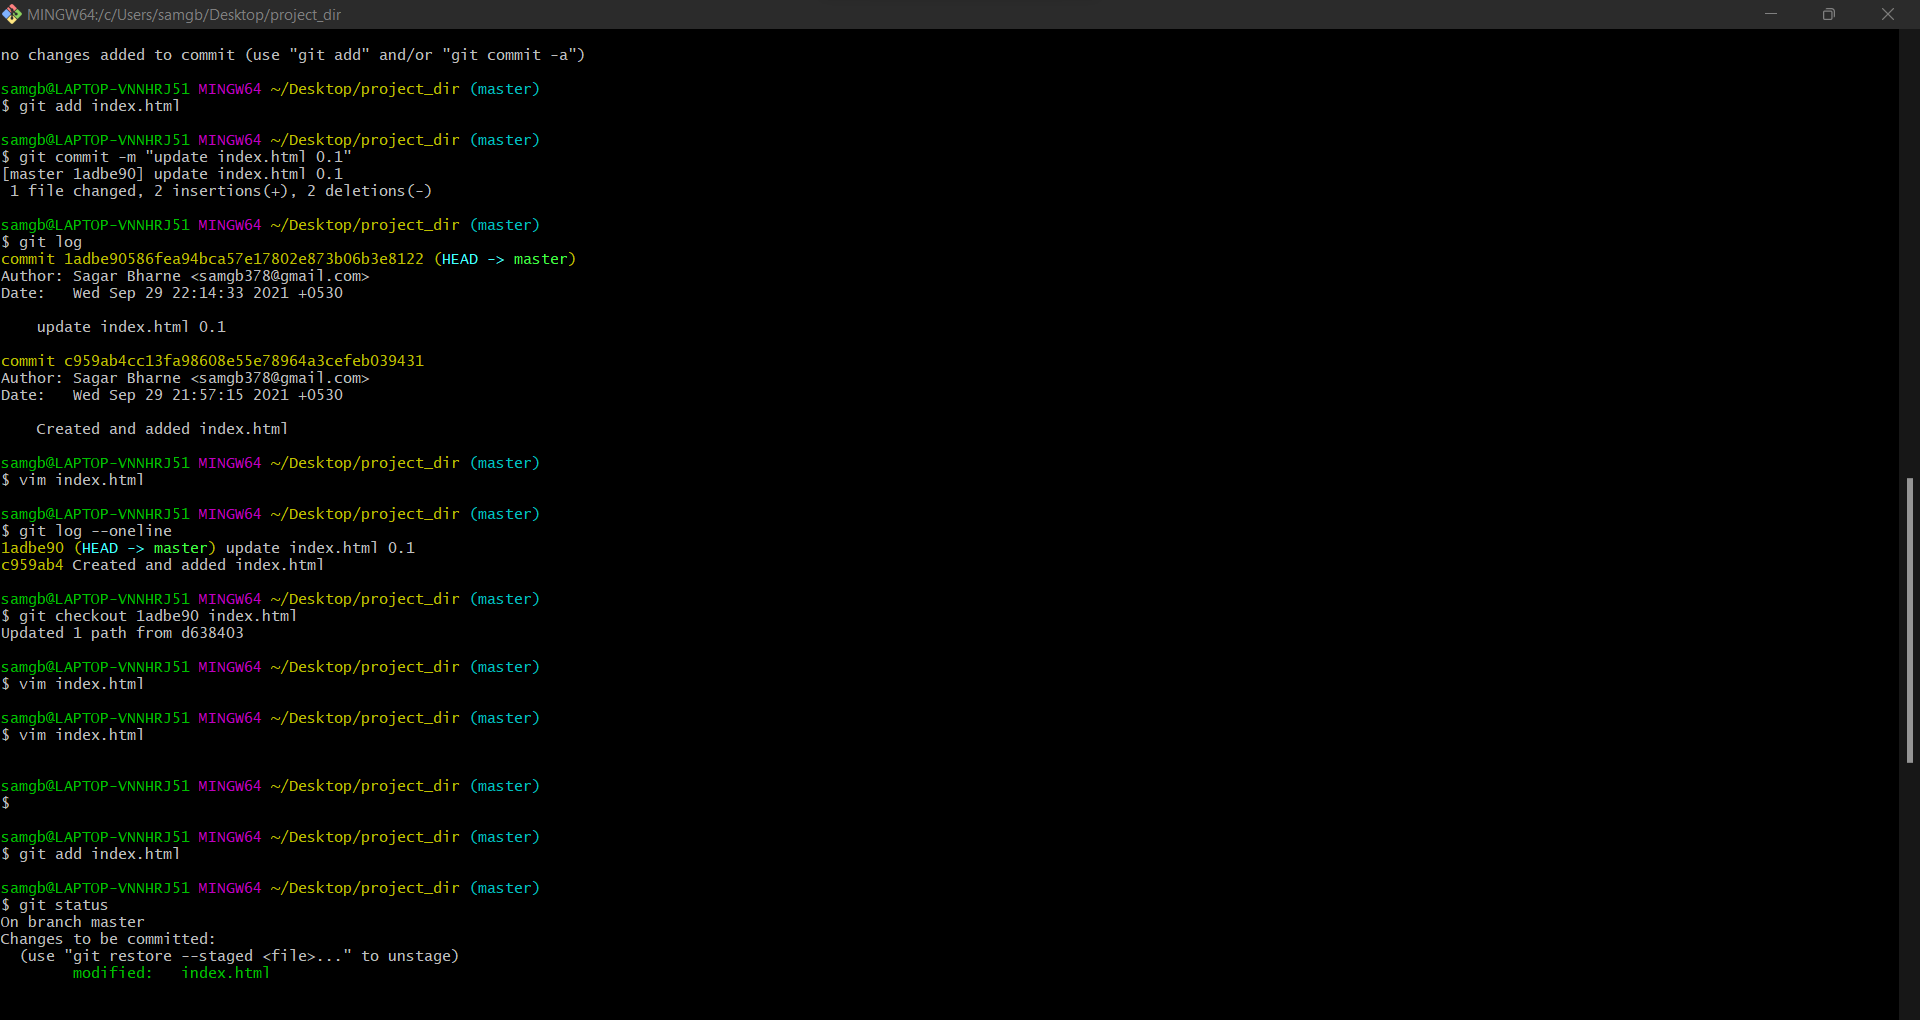 MINGW64:/c/Users/samgb/Desktop/project_dir
no changes added to commit (use "git add" and/or "git commit -a")
samgb@LAPTOP-VNNHRJ51 MINGW64 ~/Desktop/project_dir (master)
$ git add index.html
samgb@LAPTOP-VNNHRJ51 MINGW64 ~/Desktop/project_dir (master)
$ git commit -m "update index.html 0.1"
[master 1adbe90] update index.html 0.1
 1 file changed, 2 insertions(+), 2 deletions(-)
samgb@LAPTOP-VNNHRJ51 MINGW64 ~/Desktop/project_dir (master)
$ git log
commit 1adbe90586fea94bca57e17802e873b06b3e8122 (HEAD -> master)
Author: Sagar Bharne <samgb378@gmail.com>
Date:   Wed Sep 29 22:14:33 2021 +0530
    update index.html 0.1
commit c959ab4cc13fa98608e55e78964a3cefeb039431
Author: Sagar Bharne <samgb378@gmail.com>
Date:   Wed Sep 29 21:57:15 2021 +0530
    Created and added index.html
samgb@LAPTOP-VNNHRJ51 MINGW64 ~/Desktop/project_dir (master)
$ vim index.html
samgb@LAPTOP-VNNHRJ51 MINGW64 ~/Desktop/project_dir (master)
$ git log --oneline
1adbe90 (HEAD -> master) update index.html 0.1
c959ab4 Created and added index.html
samgb@LAPTOP-VNNHRJ51 MINGW64 ~/Desktop/project_dir (master)
$ git checkout 1adbe90 index.html
Updated 1 path from d638403
samgb@LAPTOP-VNNHRJ51 MINGW64 ~/Desktop/project_dir (master)
$ vim index.html
samgb@LAPTOP-VNNHRJ51 MINGW64 ~/Desktop/project_dir (master)
$ vim index.html
samgb@LAPTOP-VNNHRJ51 MINGW64 ~/Desktop/project_dir (master)
$
samgb@LAPTOP-VNNHRJ51 MINGW64 ~/Desktop/project_dir (master)
$ git add index.html
samgb@LAPTOP-VNNHRJ51 MINGW64 ~/Desktop/project_dir (master)
$ git status
On branch master
Changes to be committed:
  (use "git restore --staged <file>..." to unstage)
        modified:   index.html